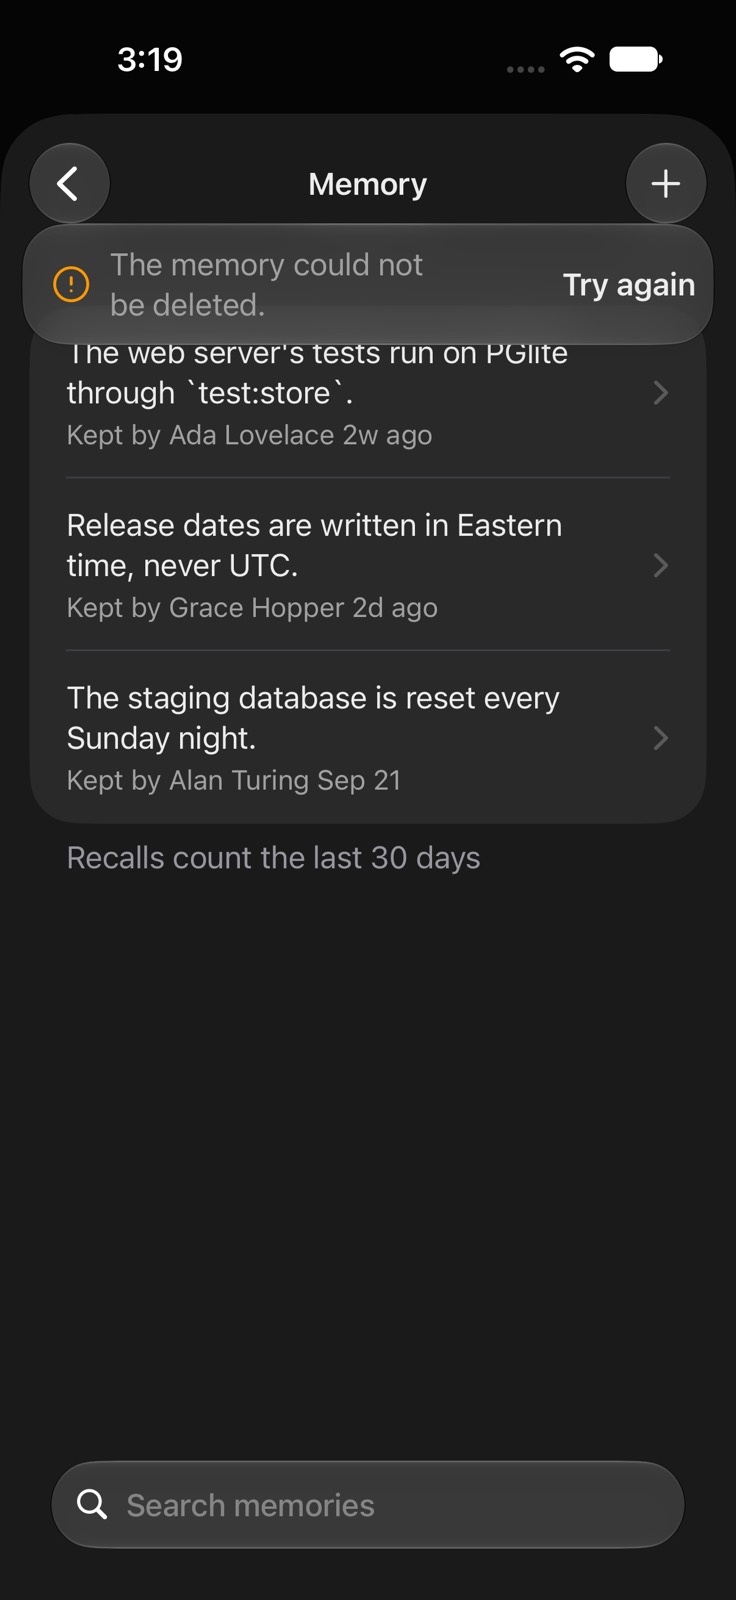 3:19
Memory
The memory could not
be deleted.
Try again
The web server's tests run on PGlite
through `test:store`.
Kept by Ada Lovelace 2w ago
Release dates are written in Eastern
time, never UTC.
Kept by Grace Hopper 2d ago
The staging database is reset every
Sunday night.
Kept by Alan Turing Sep 21
Recalls count the last 30 days
Search memories